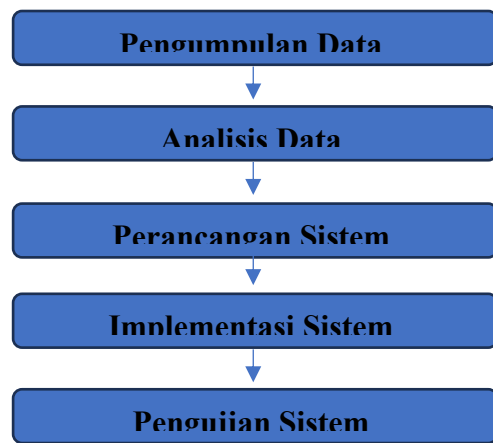 Pengumpulan Data
Analisis Data
Perancangan Sistem
Implementasi Sistem
Pengujian Sistem